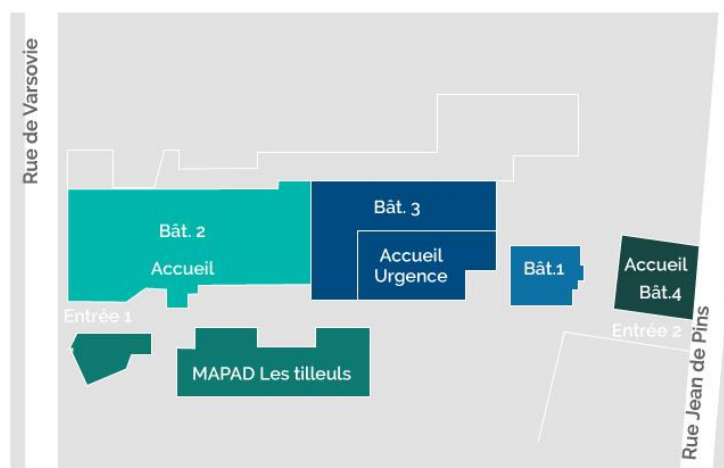 Rue de Varsovie
Bât. 2
Accueil
Entrée 1
Bât. 3
Accueil
Urgence
Bât.1
Accueil
Bât.4
Entrée 2
MAPAD Les tilleuls
Rue Jean de Pins